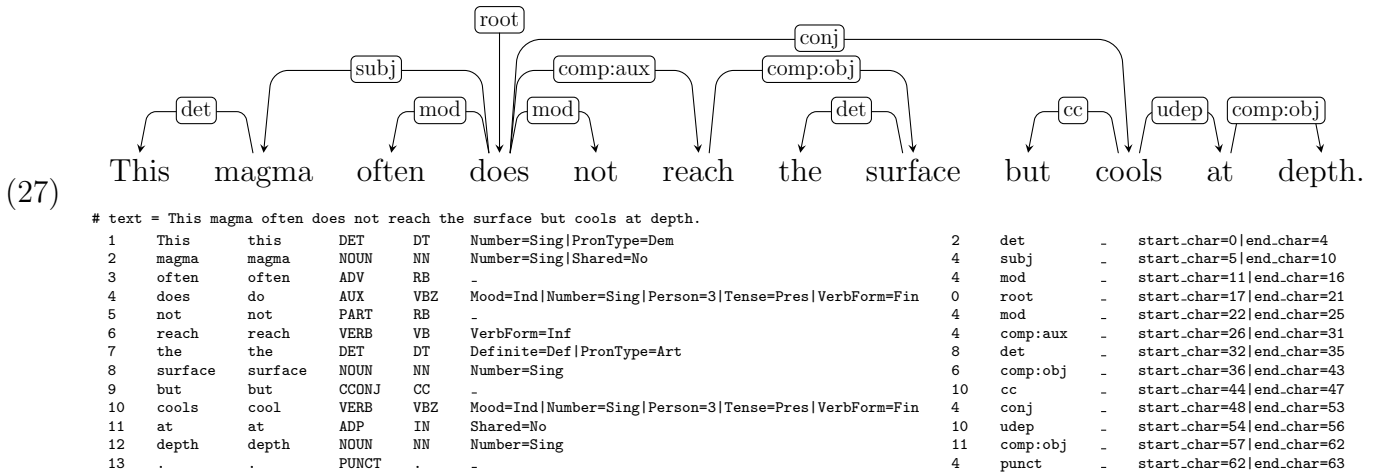 root
conj
subj comp:aux comp:obj
det mod mod det cc udep comp:obj
This magma often does not reach the surface but cools at depth.
(27)
# text = This magma often does not reach the surface but cools at depth.
1 This this DET DT Number=Sing|PronType=Dem 2 det _ start_char=0|end_char=4
2 magma magma NOUN NN Number=Sing|Shared=No 4 subj _ start_char=5|end_char=10
3 often often ADV RB _ 4 mod _ start_char=11|end_char=16
4 does do AUX VBZ Mood=Ind|Number=Sing|Person=3|Tense=Pres|VerbForm=Fin 0 root _ start_char=17|end_char=21
5 not not PART RB _ 4 mod _ start_char=22|end_char=25
6 reach reach VERB VB VerbForm=Inf 4 comp:aux _ start_char=26|end_char=31
7 the the DET DT Definite=Def|PronType=Art 8 det _ start_char=32|end_char=35
8 surface surface NOUN NN Number=Sing 6 comp:obj _ start_char=36|end_char=43
9 but but CCONJ CC _ 10 cc _ start_char=44|end_char=47
10 cools cool VERB VBZ Mood=Ind|Number=Sing|Person=3|Tense=Pres|VerbForm=Fin 4 conj _ start_char=48|end_char=53
11 at at ADP IN Shared=No 10 udep _ start_char=54|end_char=56
12 depth depth NOUN NN Number=Sing 11 comp:obj _ start_char=57|end_char=62
13 . . PUNCT . _ 4 punct _ start_char=62|end_char=63